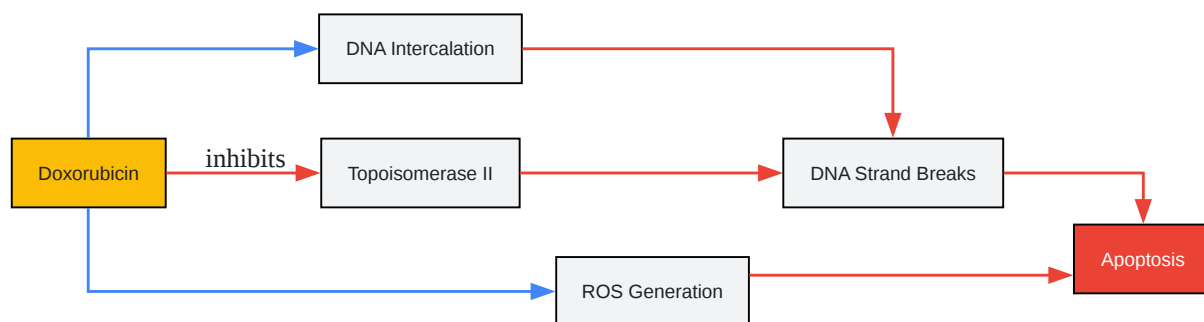 DNA Intercalation
Doxorubicin
inhibits
Topoisomerase II
DNA Strand Breaks
Apoptosis
ROS Generation